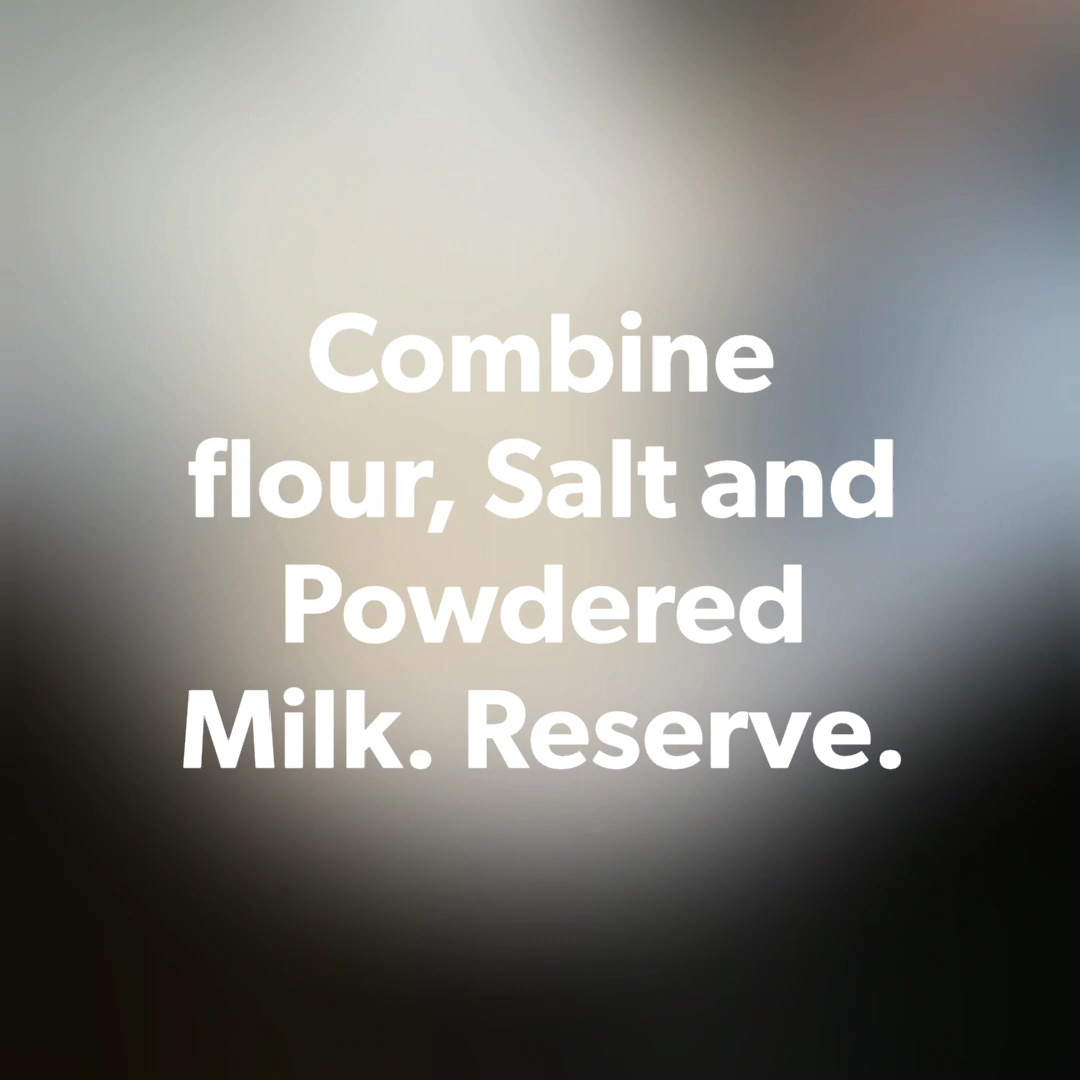 Combine
flour, Salt and
Powdered
Milk. Reserve.